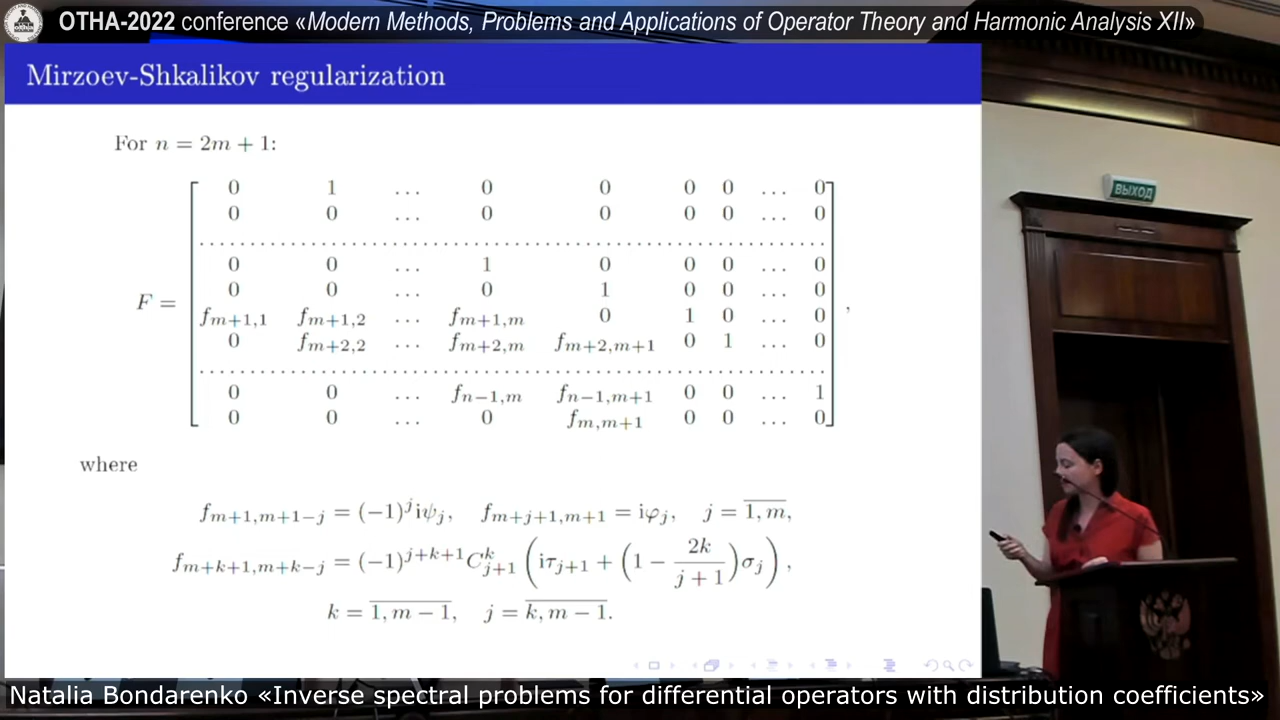 OTHA-2022 conference «Modern Methods, Problems and Applications of Operator Theory and Harmonic Analysis XII»
Mirzoev-Shkalikov regularization
For n = 2m + 1:
0 1 ... 0 0 0 0 ... 0
0 0 ... 0 0 0 0 ... 0
........................................
0 0 ... 1 0 0 0 ... 0
0 0 ... 0 1 0 0 ... 0
F =
f_{m+1,1} f_{m+1,2} ... f_{m+1,m} 0 1 0 ... 0
0 f_{m+2,2} ... f_{m+2,m} f_{m+2,m+1} 0 1 ... 0
........................................
0 0 ... f_{n−1,m} f_{n−1,m+1} 0 0 ... 1
0 0 ... 0 f_{m,m+1} 0 0 ... 0
,
where
f_{m+1,m+1−j} = (−1)^j iψ_j, f_{m+j+1,m+1} = iφ_j, j = \overline{1, m},
f_{m+k+1,m+k−j} = (−1)^{j+k+1} C^k_{j+1} (iτ_{j+1} + (1 − \frac{2k}{j+1})σ_j),
k = \overline{1, m − 1}, j = \overline{k, m − 1}.
ВЫХОД
Natalia Bondarenko «Inverse spectral problems for differential operators with distribution coefficients»